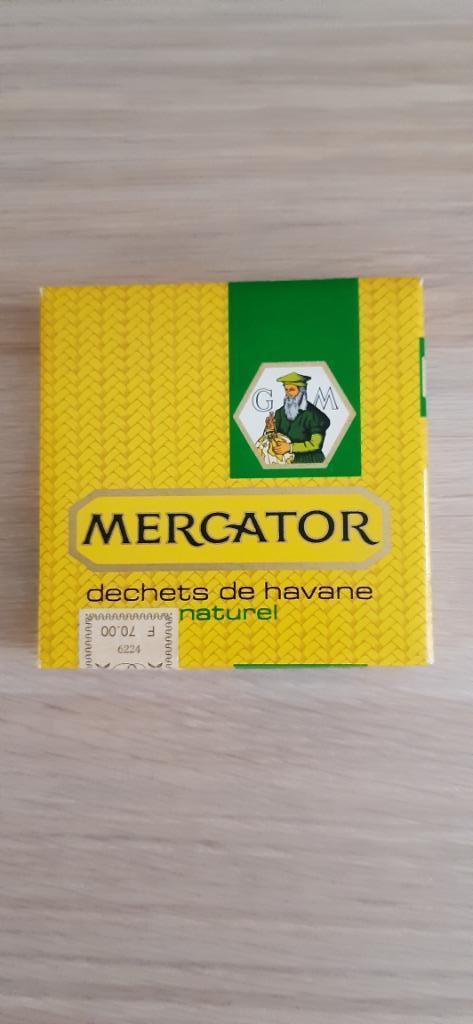 G M
MERCATOR
dechets de havane
naturel
F 70.00
6224